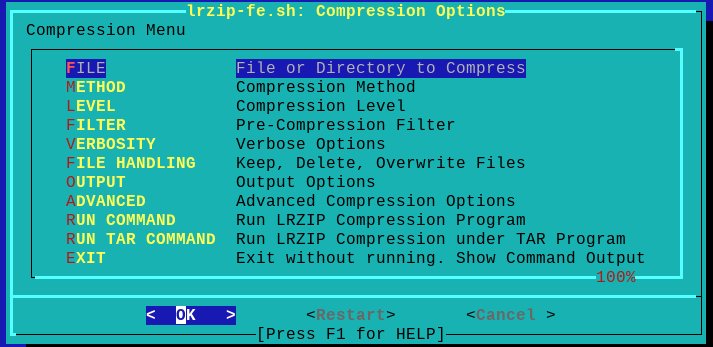 lrzip-fe.sh: Compression Options
Compression Menu
FILE File or Directory to Compress
METHOD Compression Method
LEVEL Compression Level
FILTER Pre-Compression Filter
VERBOSITY Verbose Options
FILE HANDLING Keep, Delete, Overwrite Files
OUTPUT Output Options
ADVANCED Advanced Compression Options
RUN COMMAND Run LRZIP Compression Program
RUN TAR COMMAND Run LRZIP Compression under TAR Program
EXIT Exit without running. Show Command Output
100%
< OK > <Restart> <Cancel >
[Press F1 for HELP]